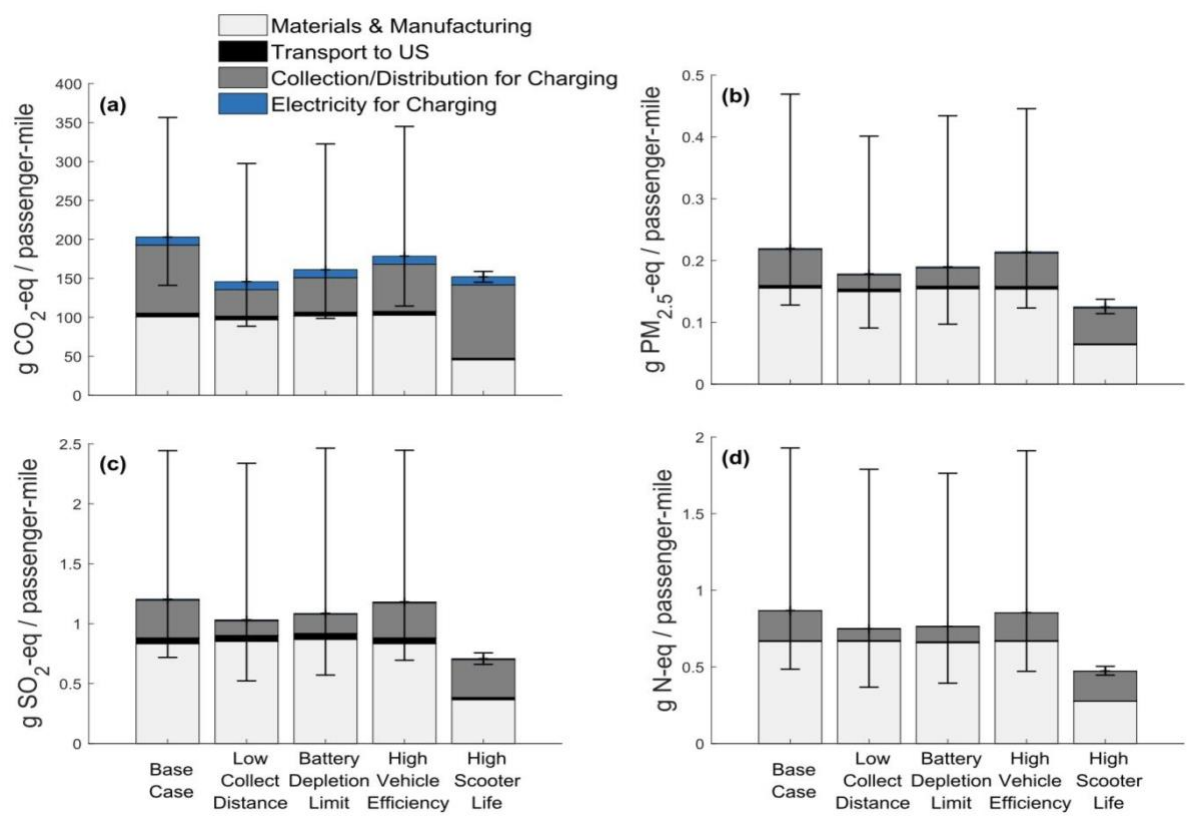 Materials & Manufacturing
Transport to US
Collection/Distribution for Charging
Electricity for Charging
(a)
g CO2-eq / passenger-mile
400
350
300
250
200
150
100
50
0
(b)
g PM2.5-eq / passenger-mile
0.5
0.4
0.3
0.2
0.1
0
(c)
g SO2-eq / passenger-mile
2.5
2
1.5
1
0.5
0
Base
Case
Low
Collect
Distance
Battery
Depletion
Limit
High
Vehicle
Efficiency
High
Scooter
Life
(d)
g N-eq / passenger-mile
2
1.5
1
0.5
0
Base
Case
Low
Collect
Distance
Battery
Depletion
Limit
High
Vehicle
Efficiency
High
Scooter
Life